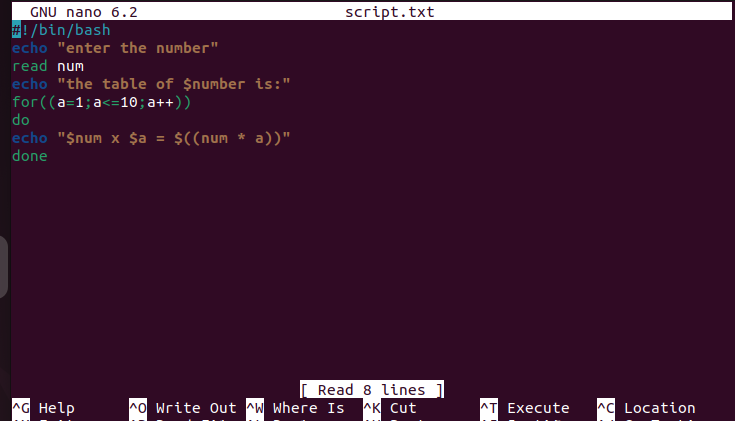 GNU nano 6.2 script.txt
#!/bin/bash
echo "enter the number"
read num
echo "the table of $number is:"
for((a=1;a<=10;a++))
do
echo "$num x $a = $((num * a))"
done
[ Read 8 lines ]
^G Help ^O Write Out ^W Where Is ^K Cut ^T Execute ^C Location